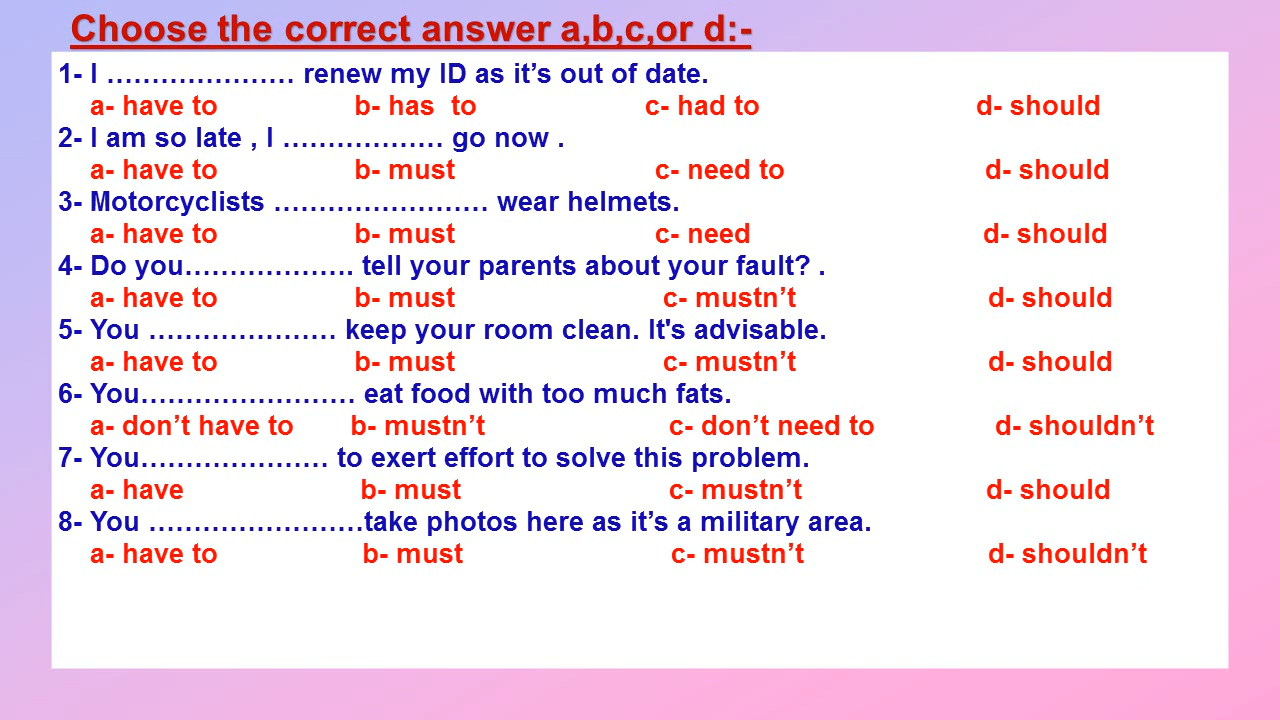 Choose the correct answer a,b,c,or d:-
1- I ………………… renew my ID as it’s out of date.
a- have to b- has to c- had to d- should
2- I am so late , I ……………… go now .
a- have to b- must c- need to d- should
3- Motorcyclists …………………… wear helmets.
a- have to b- must c- need d- should
4- Do you………………. tell your parents about your fault? .
a- have to b- must c- mustn’t d- should
5- You ………………… keep your room clean. It's advisable.
a- have to b- must c- mustn’t d- should
6- You…………………… eat food with too much fats.
a- don’t have to b- mustn’t c- don’t need to d- shouldn’t
7- You………………… to exert effort to solve this problem.
a- have b- must c- mustn’t d- should
8- You ……………………take photos here as it’s a military area.
a- have to b- must c- mustn’t d- shouldn’t